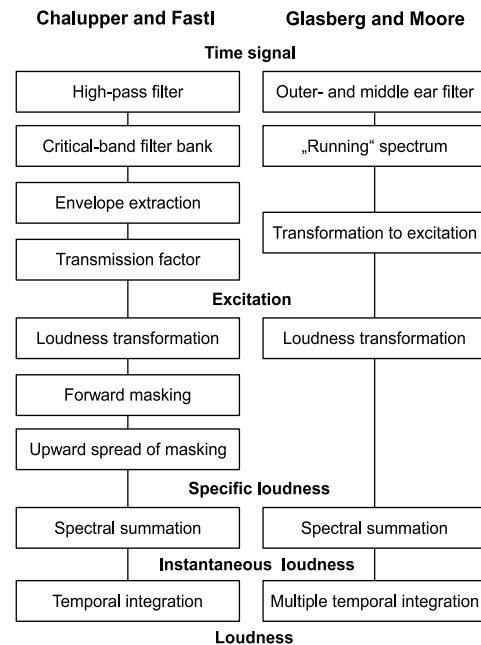 Chalupper and Fastl Glasberg and Moore
Time signal
High-pass filter Outer- and middle ear filter
Critical-band filter bank „Running“ spectrum
Envelope extraction
Transformation to excitation
Transmission factor
Excitation
Loudness transformation Loudness transformation
Forward masking
Upward spread of masking
Specific loudness
Spectral summation Spectral summation
Instantaneous loudness
Temporal integration Multiple temporal integration
Loudness